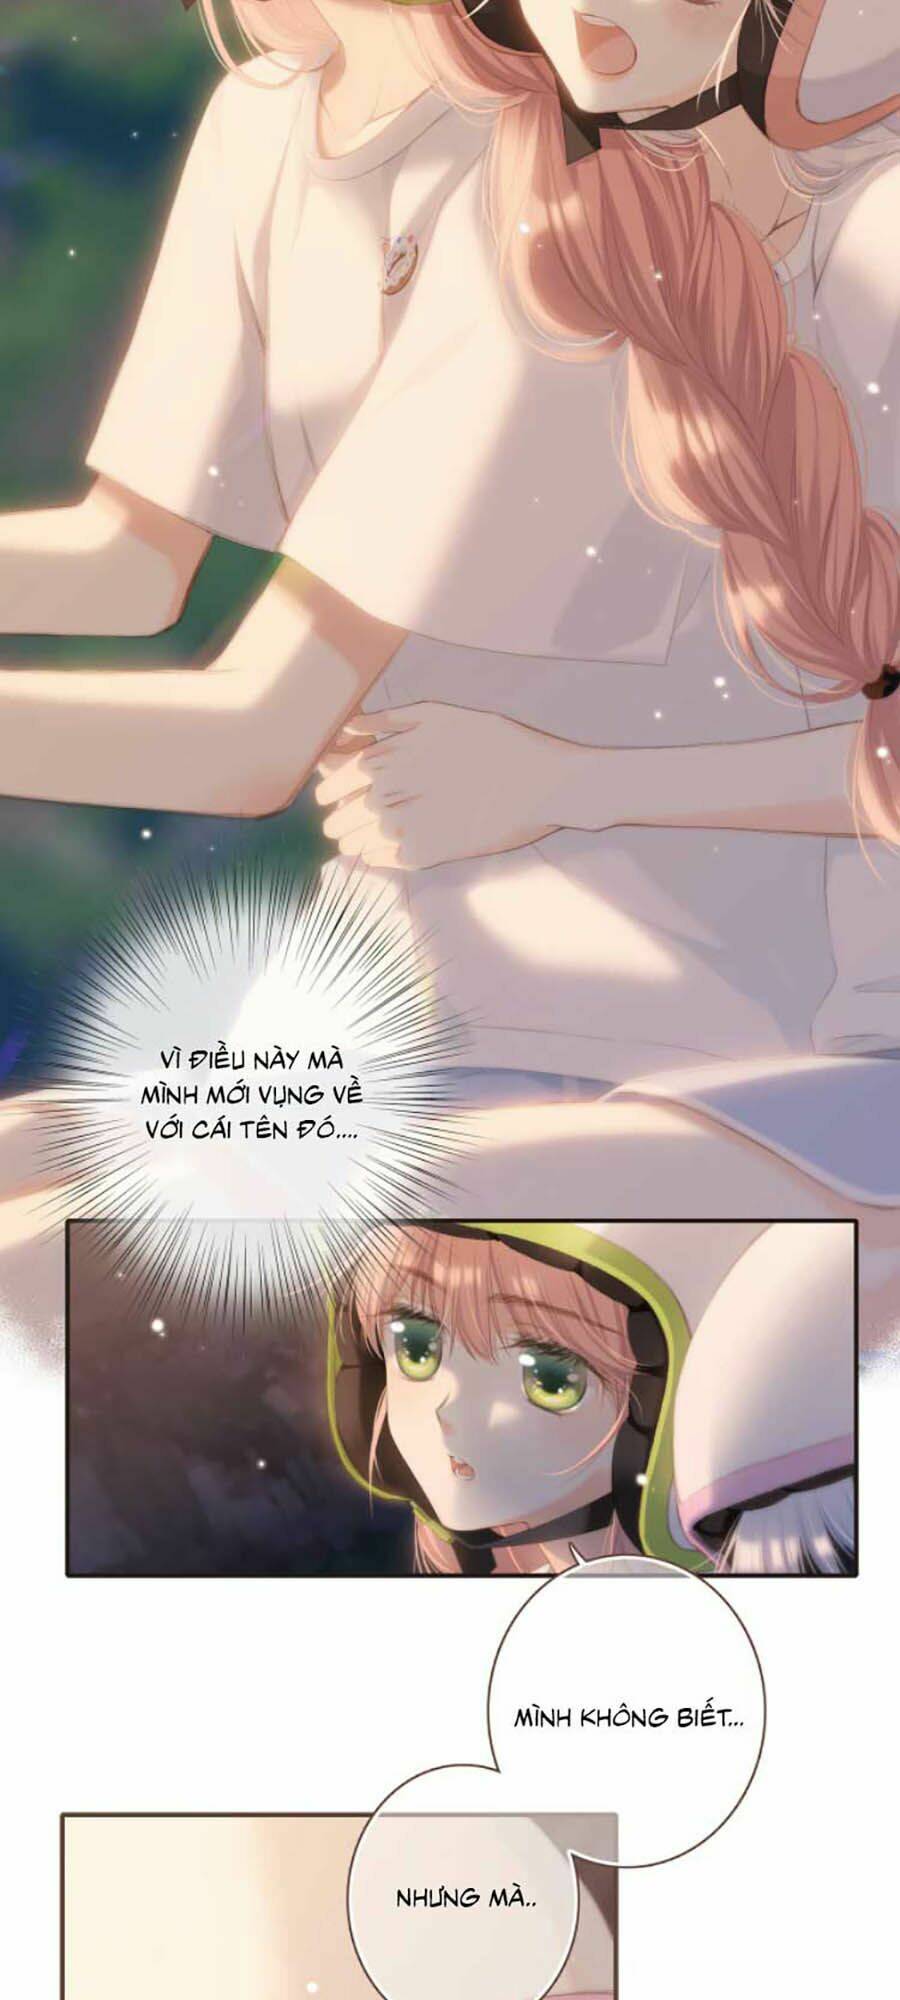 VÌ ĐIỀU NÀY MÀ
MÌNH MỚI VỤNG VỀ
VỚI CÁI TÊN ĐÓ....
MÌNH KHÔNG BIẾT...
NHƯNG MÀ..